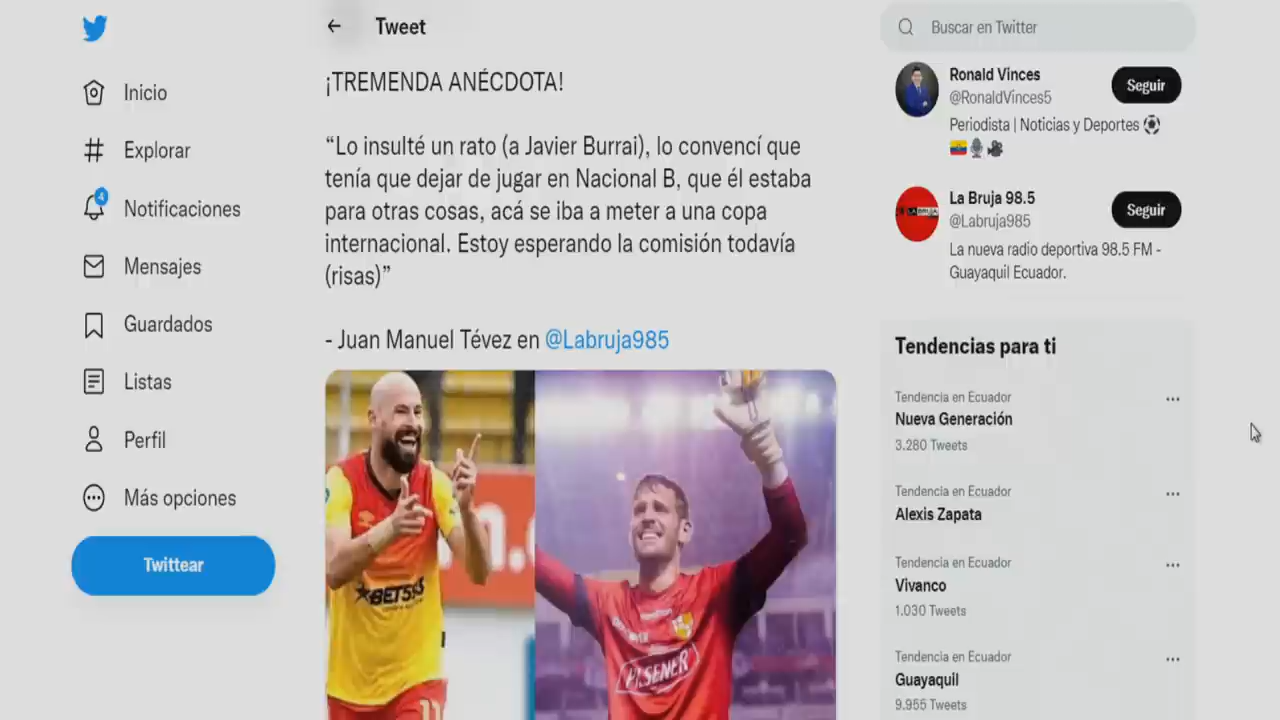 Tweet
Buscar en Twitter
Inicio
Explorar
4
Notificaciones
Mensajes
Guardados
Listas
Perfil
Más opciones
Twittear
¡TREMENDA ANÉCDOTA!
“Lo insulté un rato (a Javier Burrai), lo convencí que
tenía que dejar de jugar en Nacional B, que él estaba
para otras cosas, acá se iba a meter a una copa
internacional. Estoy esperando la comisión todavía
(risas)”
- Juan Manuel Tévez en @Labruja985
PILSENER
11
Ronald Vinces
@RonaldVinces5
Seguir
Periodista | Noticias y Deportes
La Bruja 98.5
@Labruja985
Seguir
La nueva radio deportiva 98.5 FM -
Guayaquil Ecuador.
Tendencias para ti
Tendencia en Ecuador
Nueva Generación
3.280 Tweets
Tendencia en Ecuador
Alexis Zapata
Tendencia en Ecuador
Vivanco
1.030 Tweets
Tendencia en Ecuador
Guayaquil
9.955 Tweets